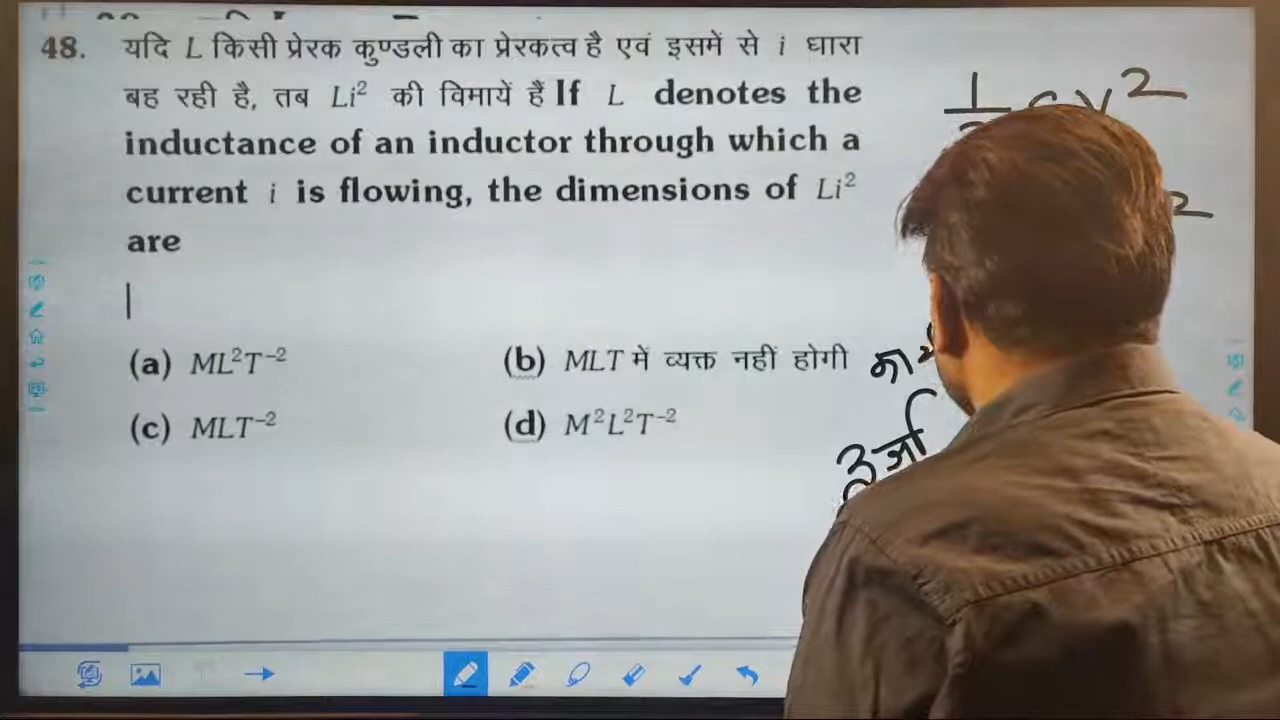 48. यदि L किसी प्रेरक कुण्डली का प्रेरकत्व है एवं इसमें से i धारा
बह रही है, तब Li² की विमायें हैं If L denotes the
inductance of an inductor through which a
current i is flowing, the dimensions of Li²
are
(a) ML²T⁻² (b) MLT में व्यक्त नहीं होगी
(c) MLT⁻² (d) M²L²T⁻²
ऊर्जा